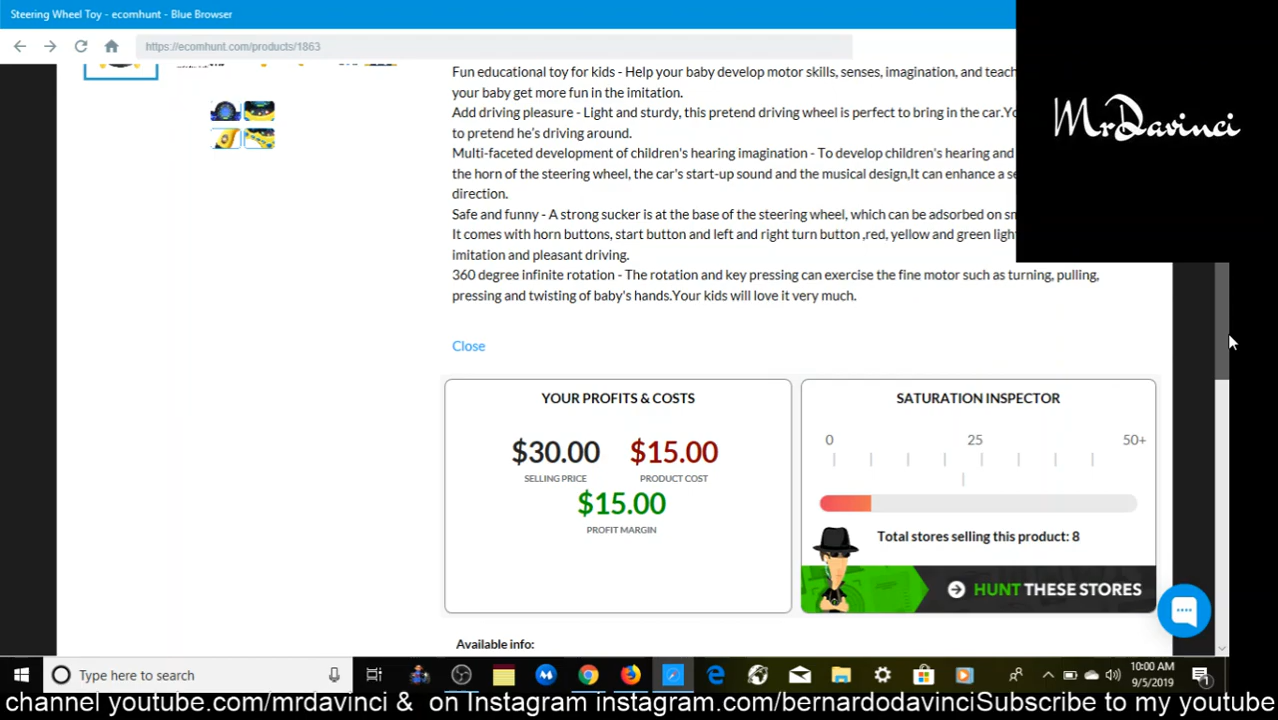 Steering Wheel Toy - ecomhunt - Blue Browser
https://ecomhunt.com/products/1863
MrDavinci
Fun educational toy for kids - Help your baby develop motor skills, senses, imagination, and teach
your baby get more fun in the imitation.
Add driving pleasure - Light and sturdy, this pretend driving wheel is perfect to bring in the car.Yo
to pretend he's driving around.
Multi-faceted development of children's hearing imagination - To develop children's hearing and
the horn of the steering wheel, the car's start-up sound and the musical design,It can enhance a se
direction.
Safe and funny - A strong sucker is at the base of the steering wheel, which can be adsorbed on sm
It comes with horn buttons, start button and left and right turn button ,red, yellow and green light
imitation and pleasant driving.
360 degree infinite rotation - The rotation and key pressing can exercise the fine motor such as turning, pulling,
pressing and twisting of baby's hands.Your kids will love it very much.
Close
YOUR PROFITS & COSTS
$30.00 $15.00
SELLING PRICE PRODUCT COST
$15.00
PROFIT MARGIN
SATURATION INSPECTOR
0 25 50+
Total stores selling this product: 8
HUNT THESE STORES
Available info:
Type here to search
10:00 AM
9/5/2019
1
channel youtube.com/mrdavinci & on Instagram instagram.com/bernardodavinciSubscribe to my youtube